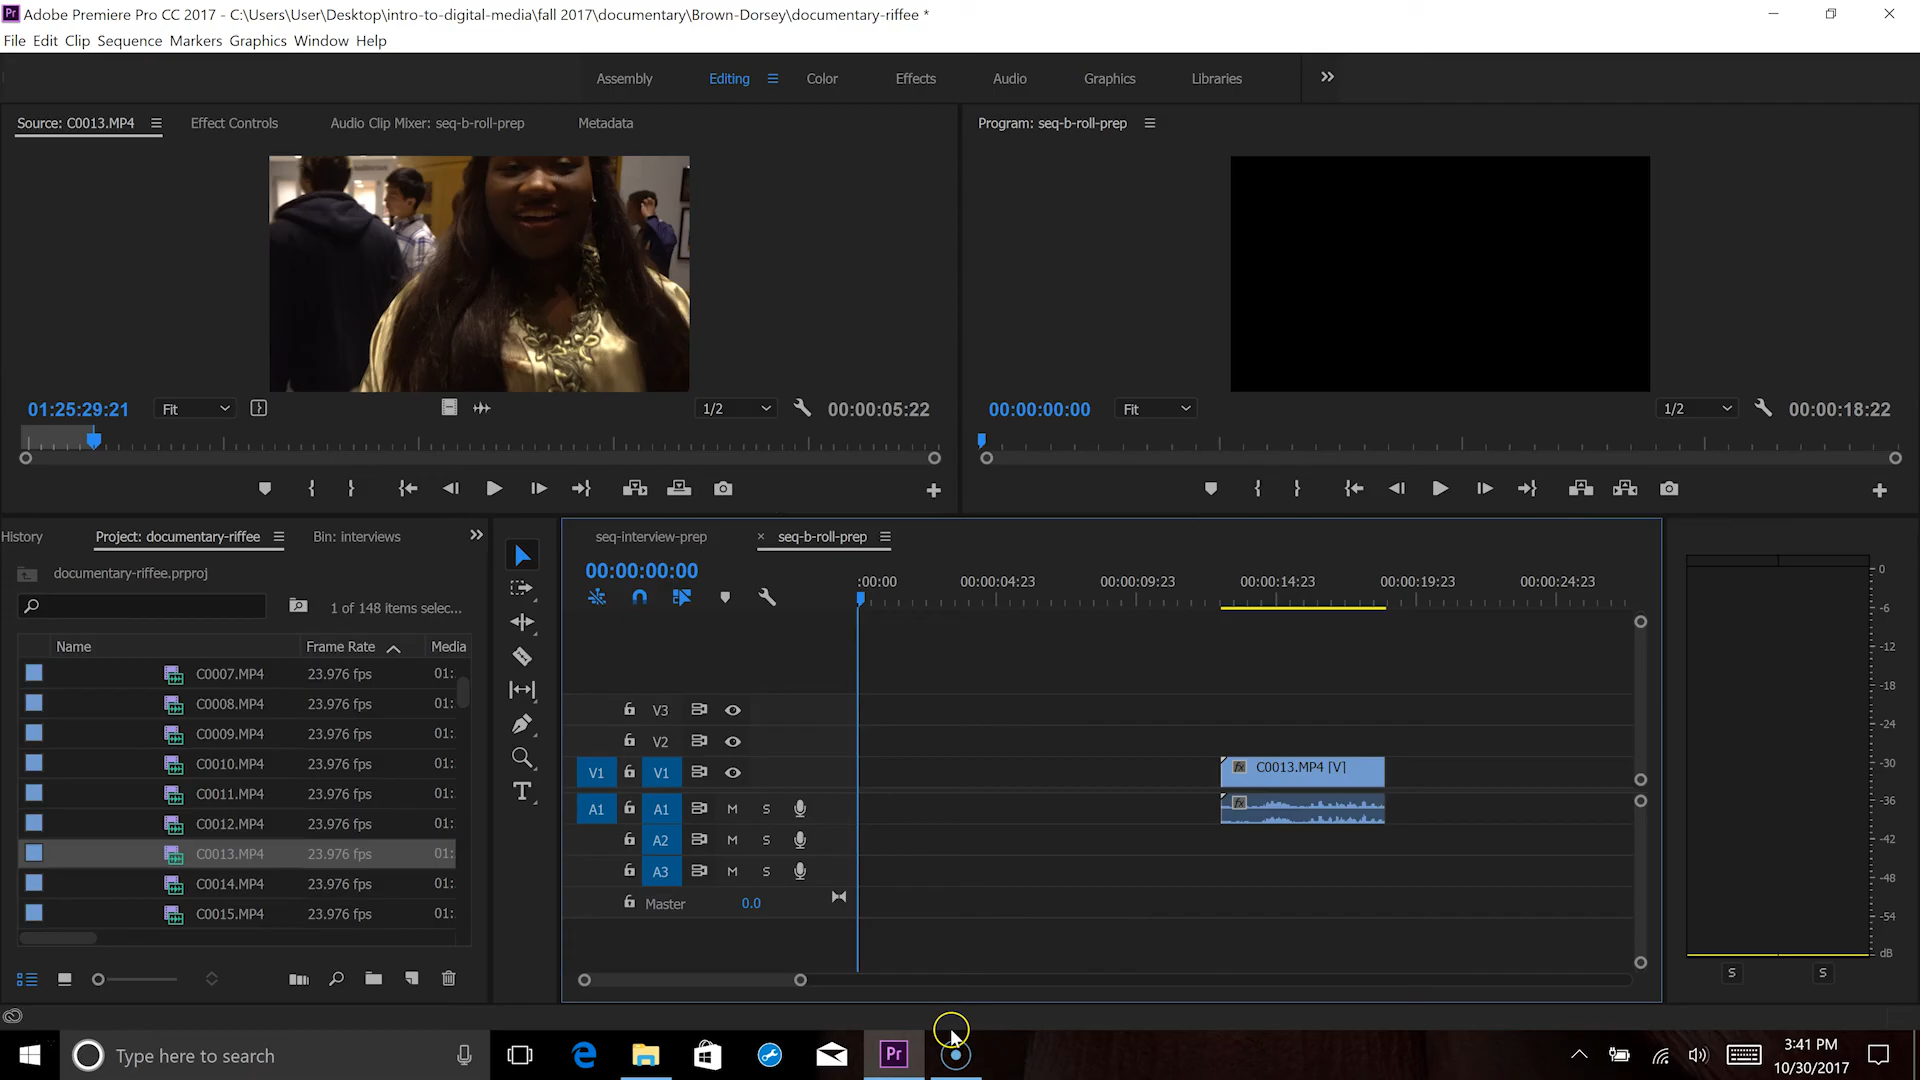 Adobe Premiere Pro CC 2017 - C:\Users\User\Desktop\intro-to-digital-media\fall 2017\documentary\Brown-Dorsey\documentary-riffee *
File Edit Clip Sequence Markers Graphics Window Help
Assembly Editing Color Effects Audio Graphics Libraries
Source: C0013.MP4 Effect Controls Audio Clip Mixer: seq-b-roll-prep Metadata Program: seq-b-roll-prep
01:25:29:21 Fit 1/2 00:00:05:22 00:00:00:00 Fit 1/2 00:00:18:22
History Project: documentary-riffee Bin: interviews seq-interview-prep × seq-b-roll-prep
documentary-riffee.prproj 00:00:00:00
:00:00 00:00:04:23 00:00:09:23 00:00:14:23 00:00:19:23 00:00:24:23
1 of 148 items selec...
Name Frame Rate Media
C0007.MP4 23.976 fps 01:
C0008.MP4 23.976 fps 01:
C0009.MP4 23.976 fps 01:
C0010.MP4 23.976 fps 01:
C0011.MP4 23.976 fps 01:
C0012.MP4 23.976 fps 01:
C0013.MP4 23.976 fps 01:
C0014.MP4 23.976 fps 01:
C0015.MP4 23.976 fps 01:
V3
V2
V1 V1 fx C0013.MP4 [V]
A1 A1 M S fx
A2 M S
A3 M S
Master 0.0
0
-6
-12
-18
-24
-30
-36
-42
-48
-54
dB
S S
Type here to search
Pr
3:41 PM
10/30/2017